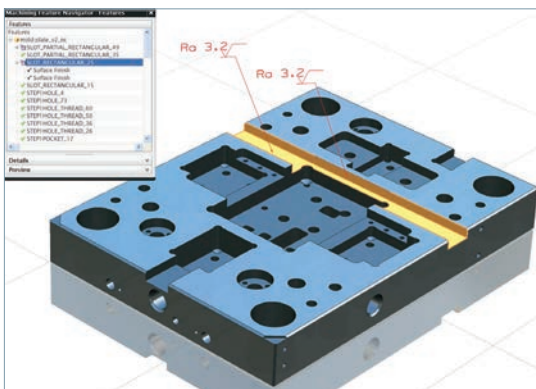 Machining Feature Navigator - Features
Features
Features
SLOT_PARTIAL_RECTANGULAR_49
SLOT_PARTIAL_RECTANGULAR_35
SLOT_RECTANGULAR_25
Surface Finish
Surface Finish
SLOT_RECTANGULAR_15
STEP1HOLE_4
STEP1HOLE_73
STEP1HOLE_THREAD_60
STEP1HOLE_THREAD_50
STEP1HOLE_THREAD_36
STEP1HOLE_THREAD_26
STEP1POCKET_17
Details
Preview
Ra 3.2
Ra 3.2